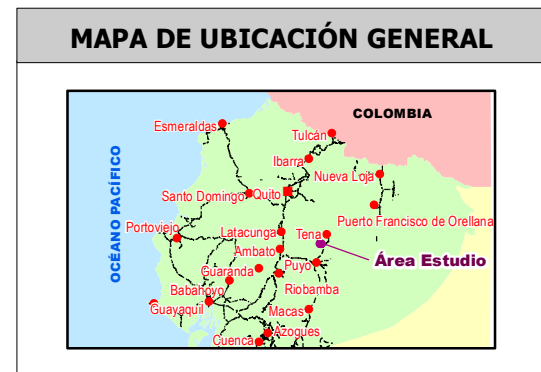 MAPA DE UBICACIÓN GENERAL
COLOMBIA
Esmeraldas
Tulcán
OCÉANO PACÍFICO
Ibarra
Nueva Loja
Santo Domingo
Quito
Puerto Francisco de Orellana
Portoviejo
Latacunga
Tena
Ambato
Área Estudio
Guaranda
Puyo
Babahoyo
Riobamba
Guayaquil
Macas
Azogues
Cuenca